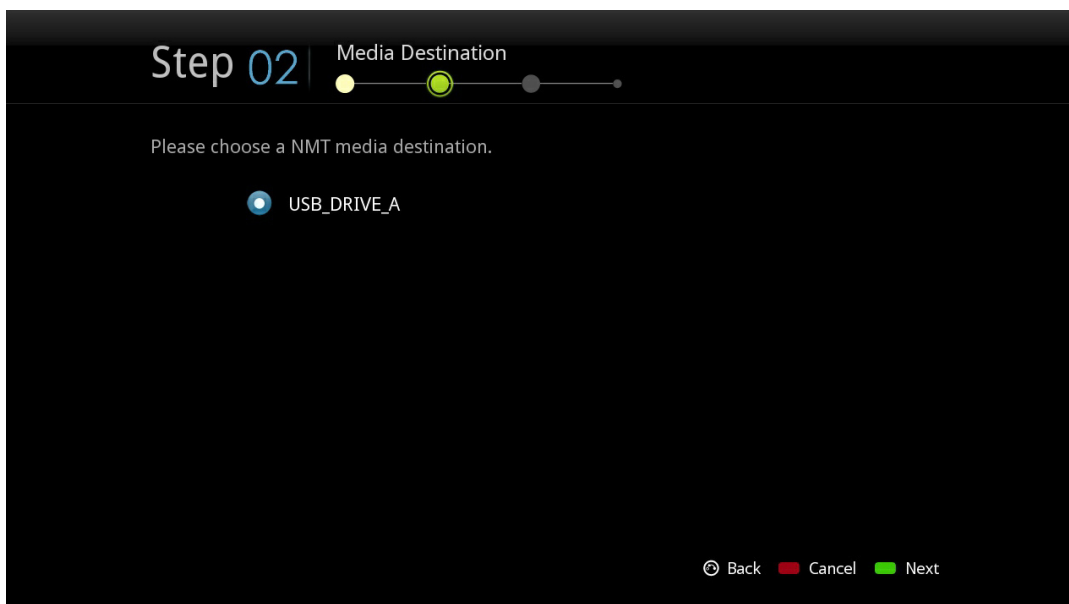 Step 02
Media Destination
Please choose a NMT media destination.
USB_DRIVE_A
Back Cancel Next